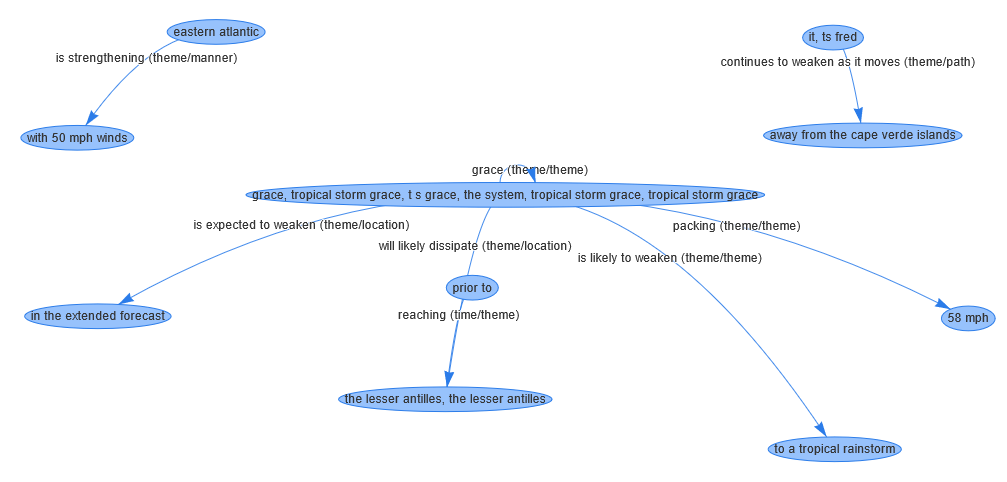 eastern atlantic
it, ts fred
is strengthening (theme/manner)
continues to weaken as it moves (theme/path)
with 50 mph winds
away from the cape verde islands
grace (theme/theme)
grace, tropical storm grace, t s grace, the system, tropical storm grace, tropical storm grace
is expected to weaken (theme/location)
packing (theme/theme)
will likely dissipate (theme/location)
is likely to weaken (theme/theme)
prior to
in the extended forecast
reaching (time/theme)
58 mph
the lesser antilles, the lesser antilles
to a tropical rainstorm